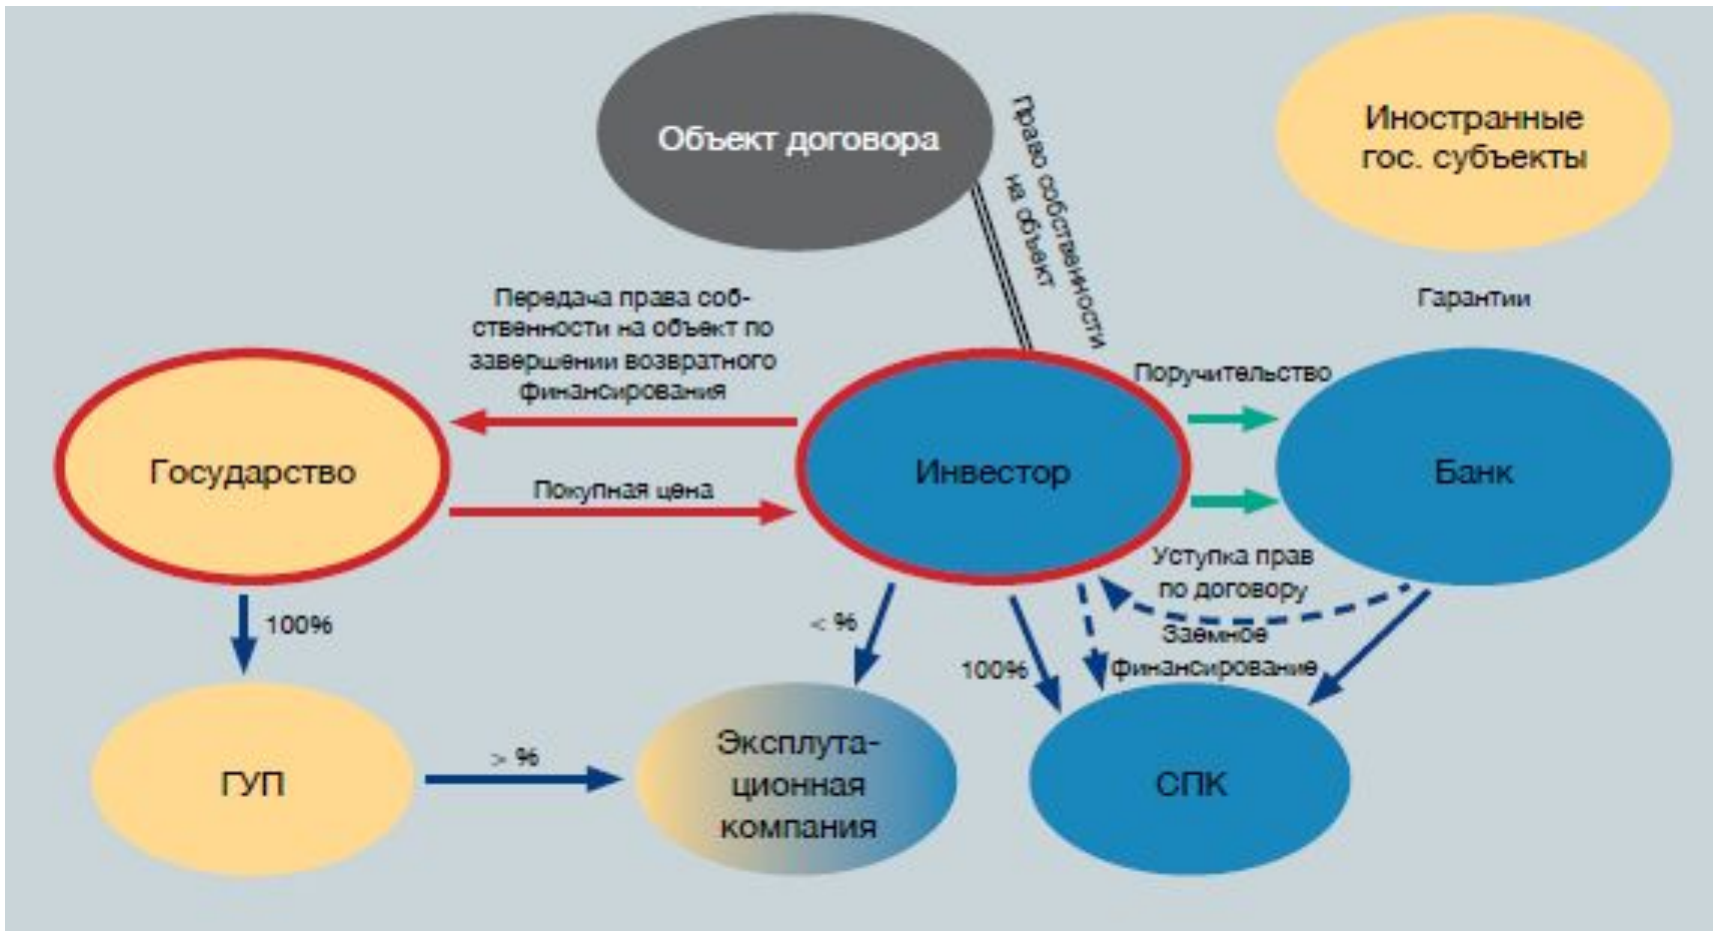 Объект договора
Иностранные
гос. субъекты
Право собственности
на объект
Гарантии
Передача права соб-
ственности на объект по
завершении возвратного
финансирования
Поручительство
Государство
Инвестор
Банк
Покупная цена
Уступка прав
по договору
100%
< %
Заемное
финансирование
100%
> %
ГУП
Эксплута-
ционная
компания
СПК